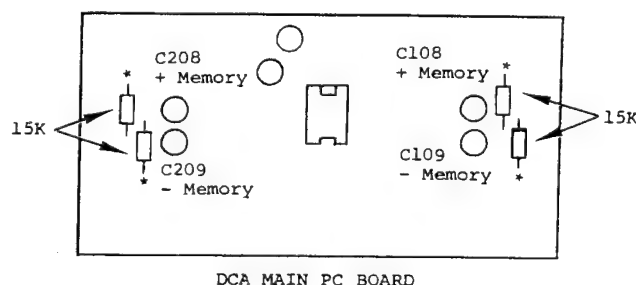 C208
+ Memory
C108
+ Memory
*
*
15K
15K
C209
- Memory
C109
- Memory
*
*
DCA MAIN PC BOARD